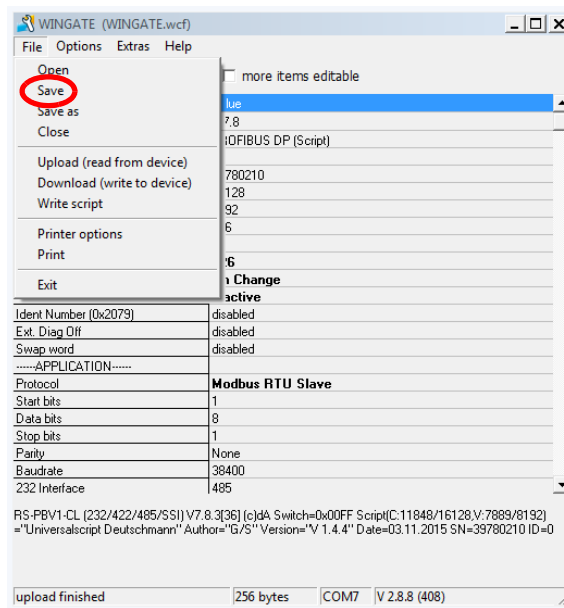 WINGATE (WINGATE.wcf)
File Options Extras Help
Open
more items editable
Save
lue
Save as
7.8
Close
OFIBUS DP (Script)
Upload (read from device)
780210
Download (write to device)
128
Write script
92
6
Printer options
Print
26
Change
Exit
active
Ident Number (0x2079) disabled
Ext. Diag Off disabled
Swap word disabled
------APPLICATION------
Protocol Modbus RTU Slave
Start bits 1
Data bits 8
Stop bits 1
Parity None
Baudrate 38400
232 Interface 485
RS-PBV1-CL (232/422/485/SSI) V7.8.3[36] (c)dA Switch=0x00FF Script(C:11848/16128,V:7889/8192)
="Universalscript Deutschmann" Author="G/S" Version="V 1.4.4" Date=03.11.2015 SN=39780210 ID=0
upload finished 256 bytes COM7 V 2.8.8 (408)